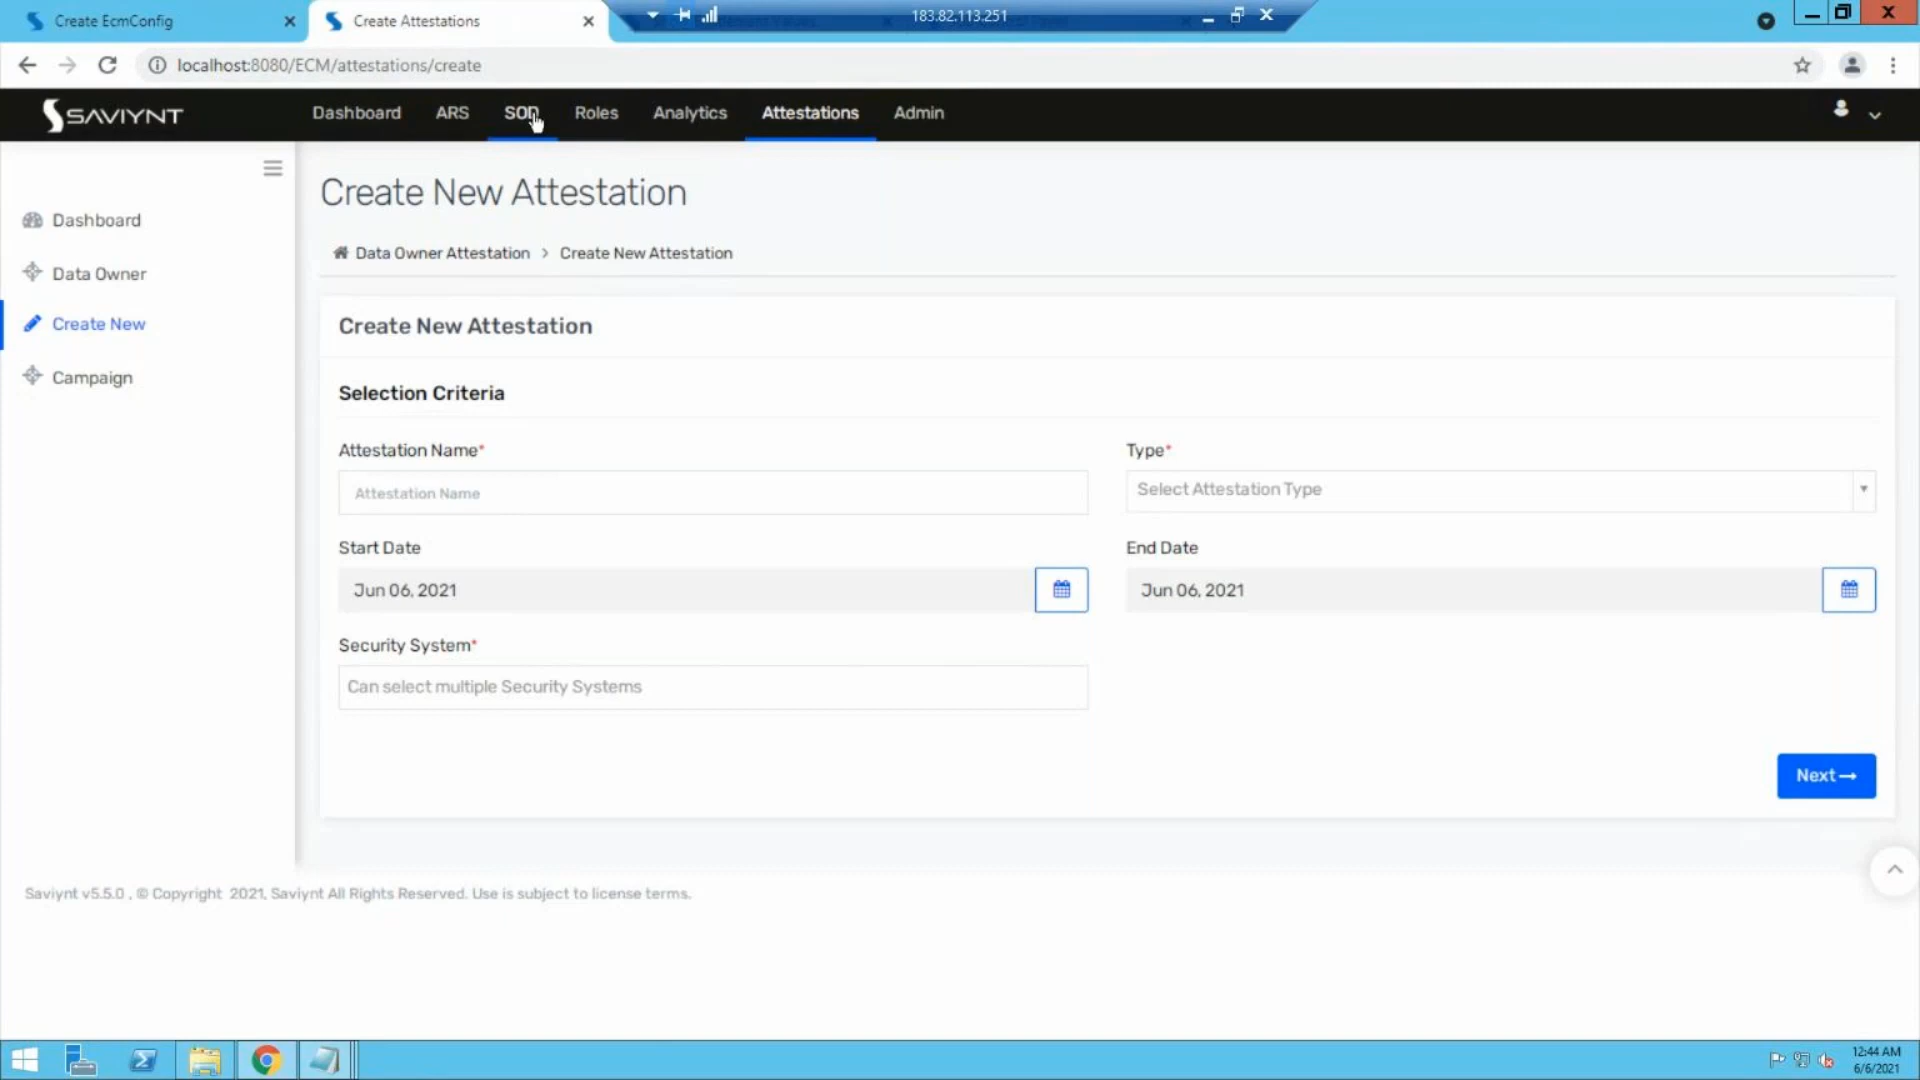 Create EcmConfig
Create Attestations
183.82.113.251
localhost:8080/ECM/attestations/create
SAVIYNT
Dashboard
ARS
SOD
Roles
Analytics
Attestations
Admin
Dashboard
Data Owner
Create New
Campaign
Create New Attestation
Data Owner Attestation > Create New Attestation
Create New Attestation
Selection Criteria
Attestation Name*
Attestation Name
Type*
Select Attestation Type
Start Date
Jun 06, 2021
End Date
Jun 06, 2021
Security System*
Can select multiple Security Systems
Next→
Saviynt v5.5.0 , © Copyright 2021, Saviynt All Rights Reserved. Use is subject to license terms.
12:44 AM
6/6/2021